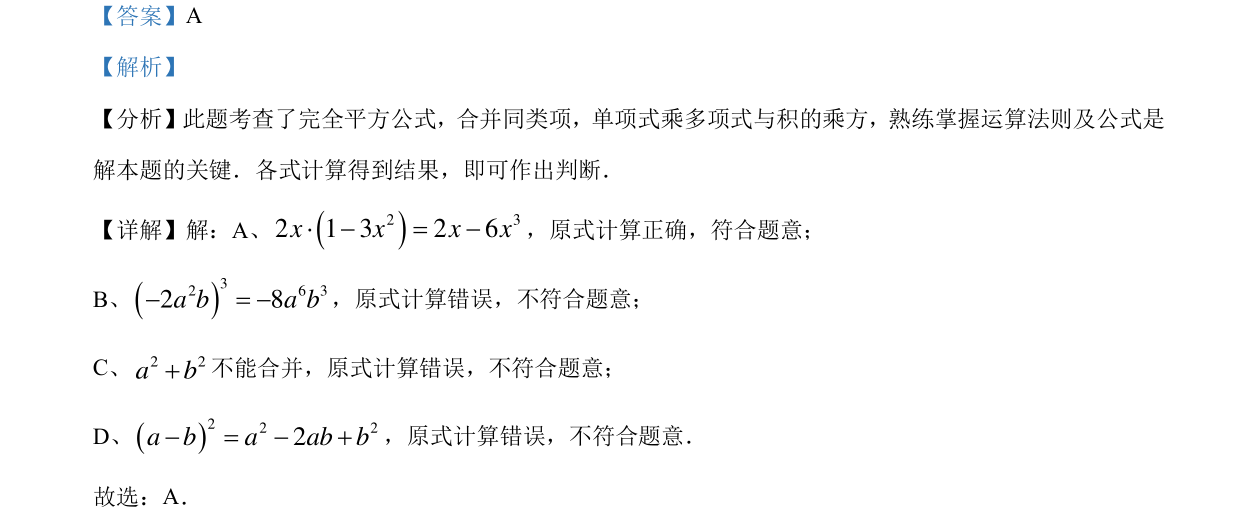 【答案】A
【解析】
【分析】此题考查了完全平方公式，合并同类项，单项式乘多项式与积的乘方，熟练掌握运算法则及公式是
解本题的关键．各式计算得到结果，即可作出判断．
【详解】解：A、2x·(1−3x²)=2x−6x³，原式计算正确，符合题意；
B、(−2a²b)³=−8a⁶b³，原式计算错误，不符合题意；
C、a²+b²不能合并，原式计算错误，不符合题意；
D、(a−b)²=a²−2ab+b²，原式计算错误，不符合题意．
故选：A．